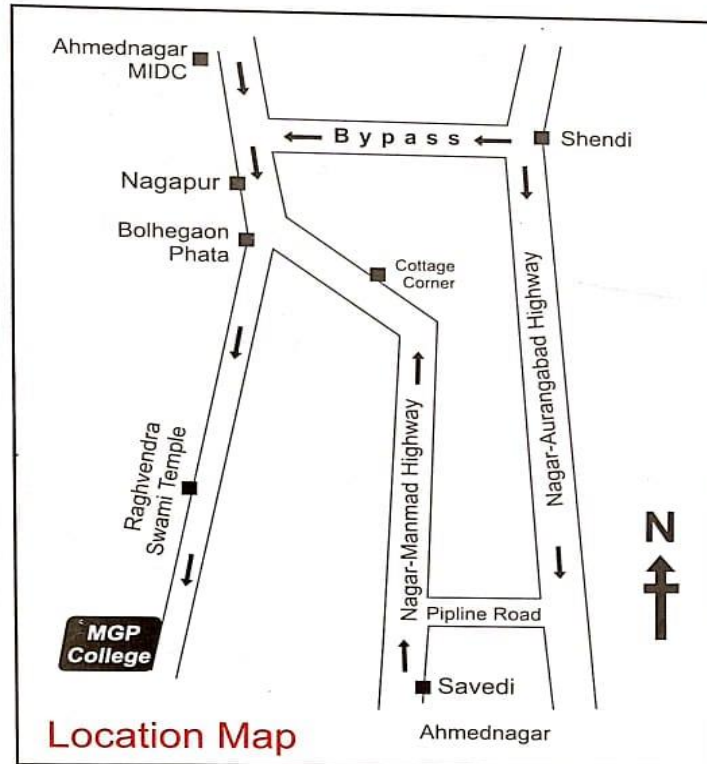 Ahmednagar
MIDC
Bypass
Shendi
Nagapur
Bolhegaon
Phata
Cottage
Corner
Nagar-Aurangabad Highway
Nagar-Manmad Highway
Raghvendra
Swami Temple
N
Pipline Road
MGP
College
Savedi
Location Map
Ahmednagar